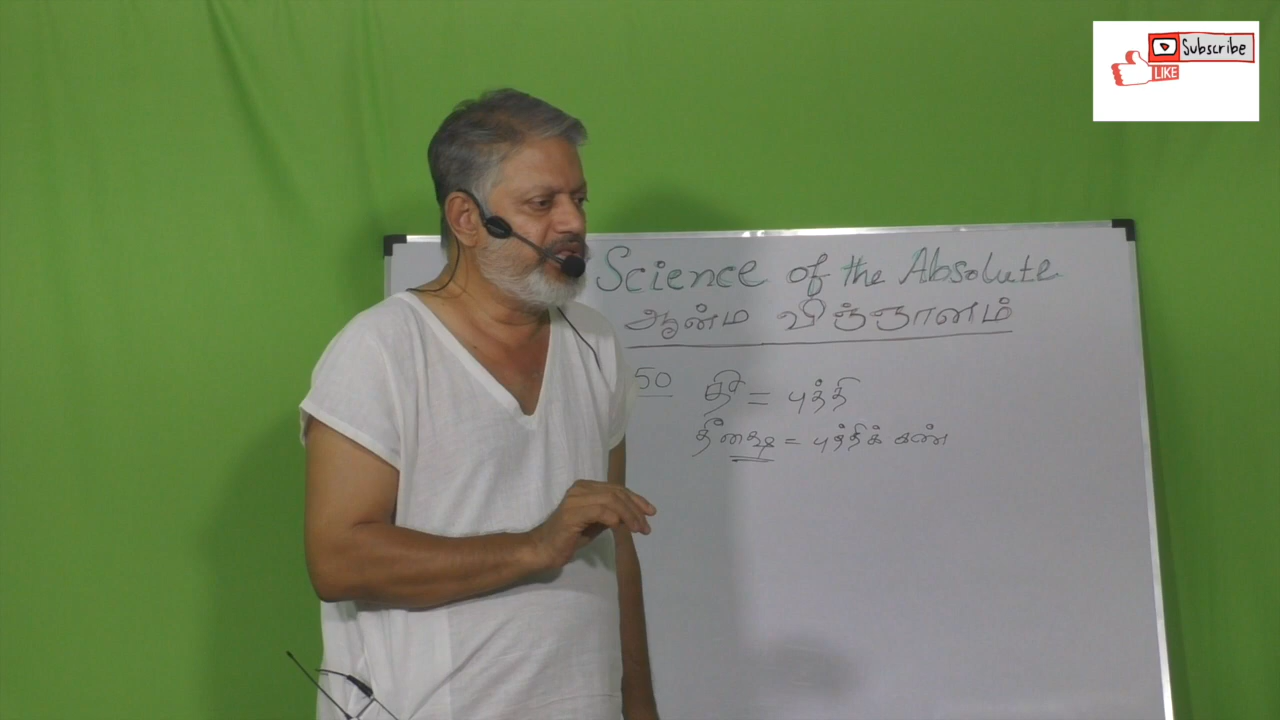 Subscribe
LIKE
Science of the Absolute
ஆன்ம விஞ்ஞானம்
50 தீ = புத்தி
தீக்ஷை = புத்திக் கண்